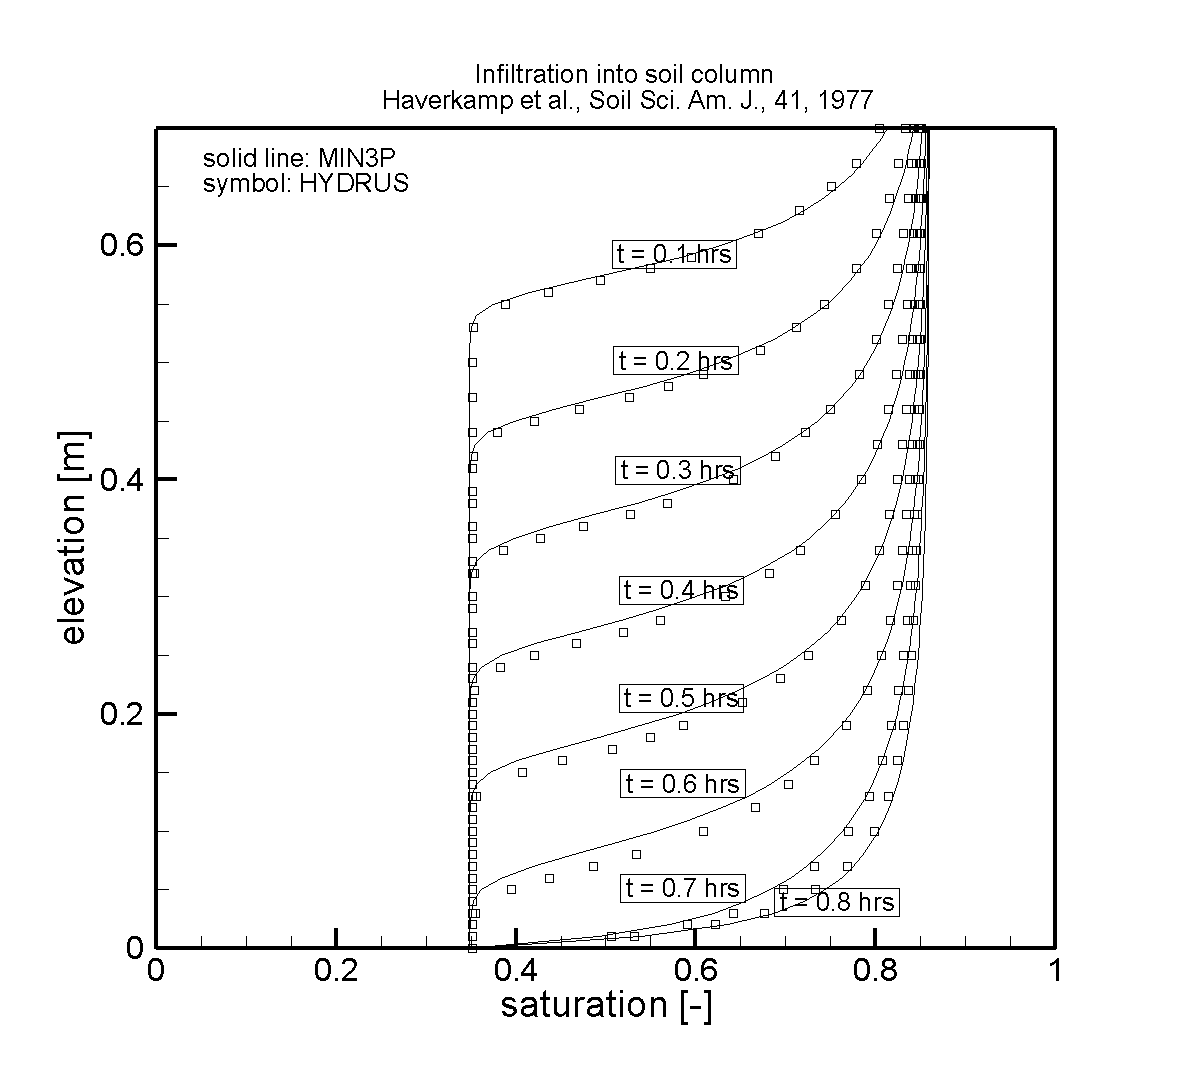 Infiltration into soil column
Haverkamp et al., Soil Sci. Am. J., 41, 1977
solid line: MIN3P
symbol: HYDRUS
t = 0.1 hrs
t = 0.2 hrs
t = 0.3 hrs
t = 0.4 hrs
t = 0.5 hrs
t = 0.6 hrs
t = 0.7 hrs
t = 0.8 hrs
elevation [m]
0.6
0.4
0.2
0
0 0.2 0.4 0.6 0.8 1
saturation [-]